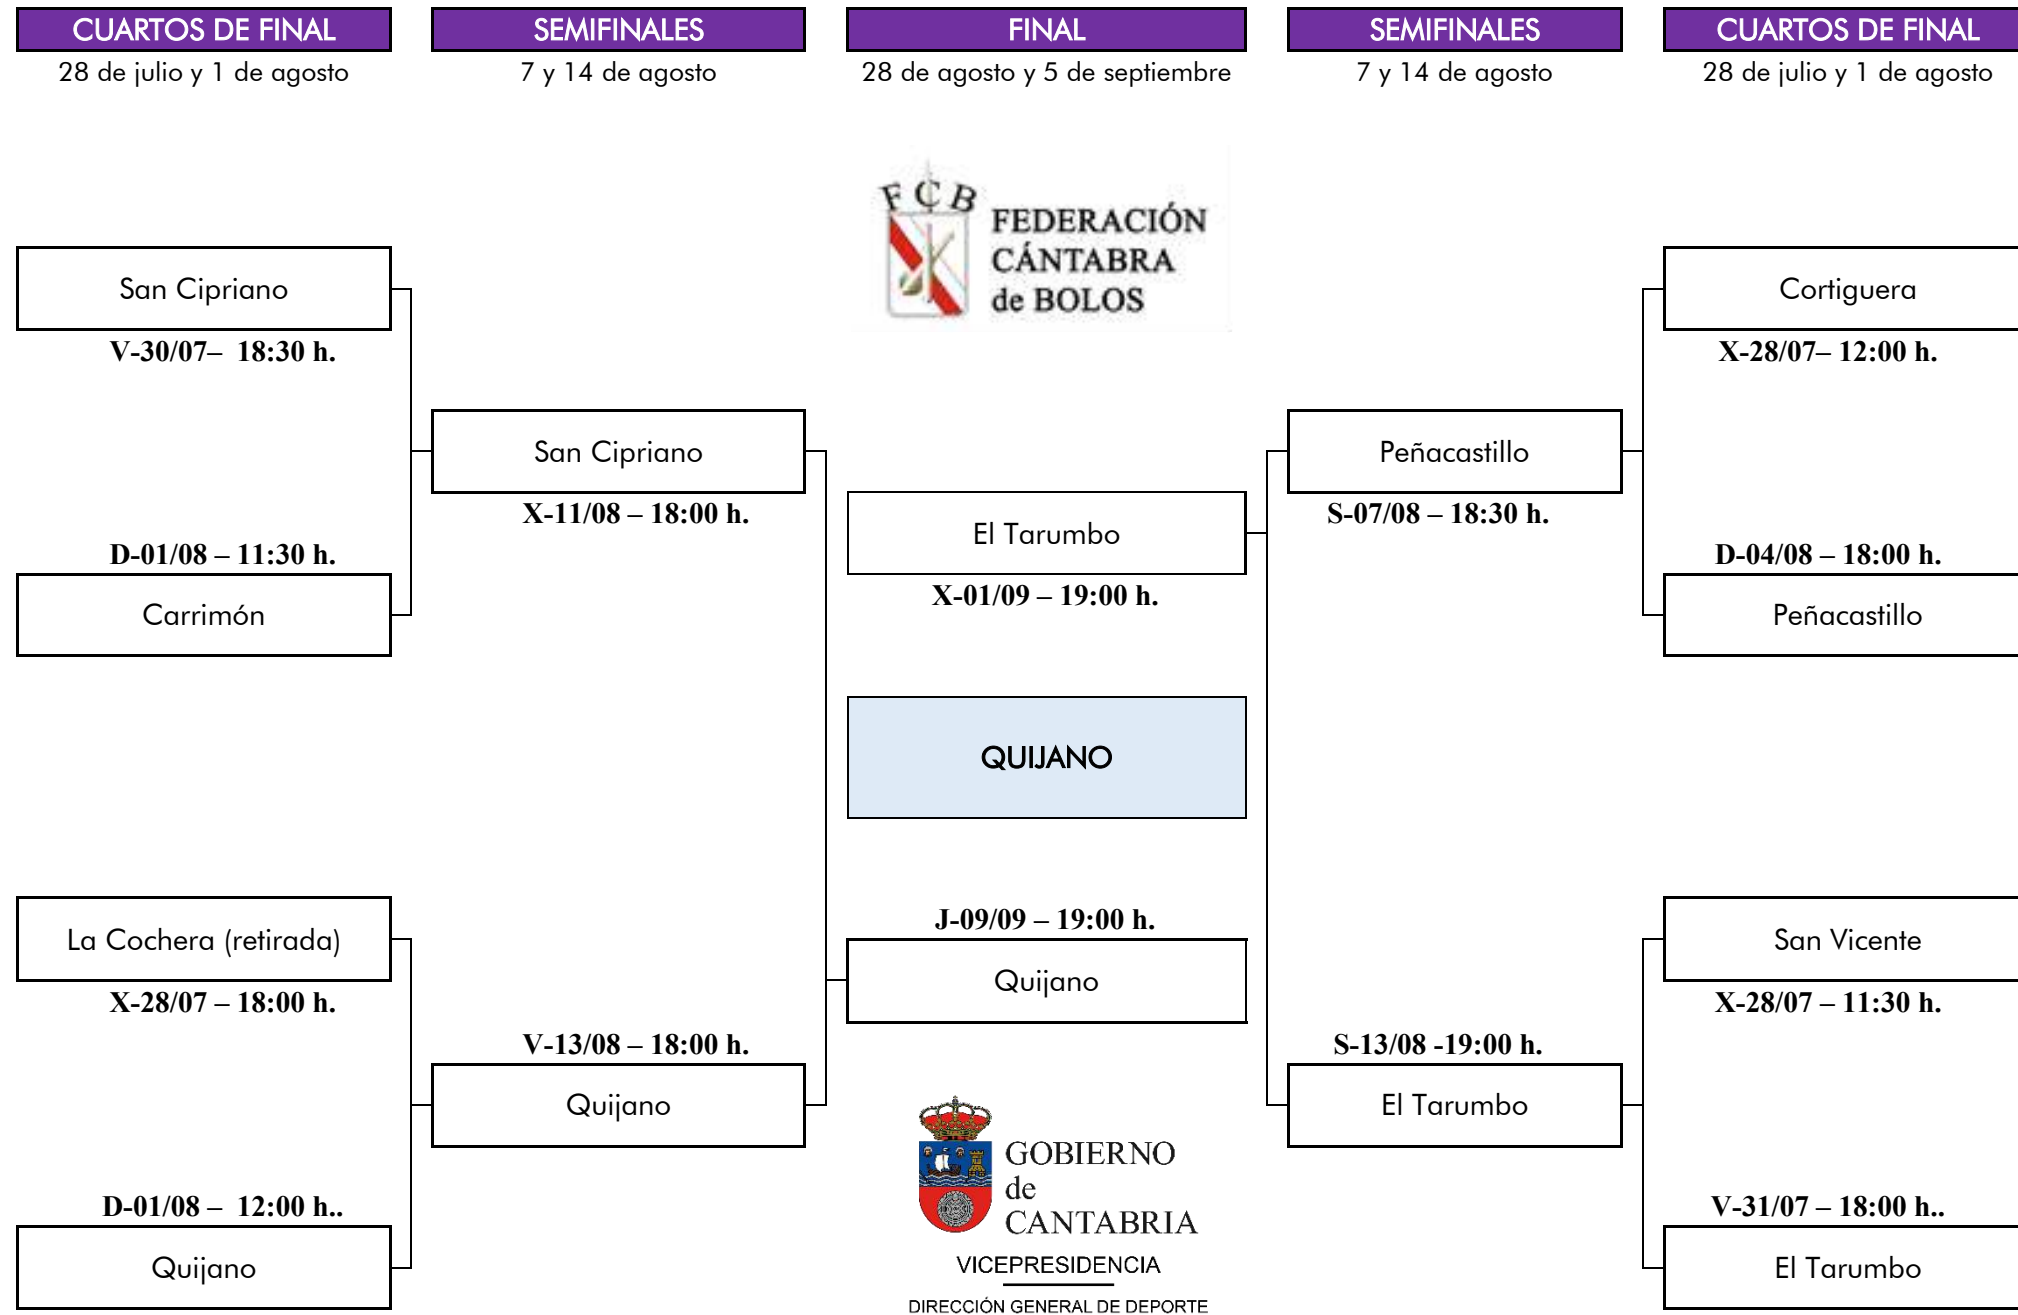 CUARTOS DE FINAL
28 de julio y 1 de agosto
SEMIFINALES
7 y 14 de agosto
FINAL
28 de agosto y 5 de septiembre
SEMIFINALES
7 y 14 de agosto
CUARTOS DE FINAL
28 de julio y 1 de agosto
FCB
FEDERACIÓN
CÁNTABRA
de BOLOS
San Cipriano
V-30/07– 18:30 h.
D-01/08 – 11:30 h.
Carrimón
La Cochera (retirada)
X-28/07 – 18:00 h.
D-01/08 – 12:00 h..
Quijano
San Cipriano
X-11/08 – 18:00 h.
V-13/08 – 18:00 h.
Quijano
El Tarumbo
X-01/09 – 19:00 h.
QUIJANO
J-09/09 – 19:00 h.
Quijano
Peñacastillo
S-07/08 – 18:30 h.
S-13/08 -19:00 h.
El Tarumbo
Cortiguera
X-28/07– 12:00 h.
D-04/08 – 18:00 h.
Peñacastillo
San Vicente
X-28/07 – 11:30 h.
V-31/07 – 18:00 h..
El Tarumbo
GOBIERNO
de
CANTABRIA
VICEPRESIDENCIA
DIRECCIÓN GENERAL DE DEPORTE